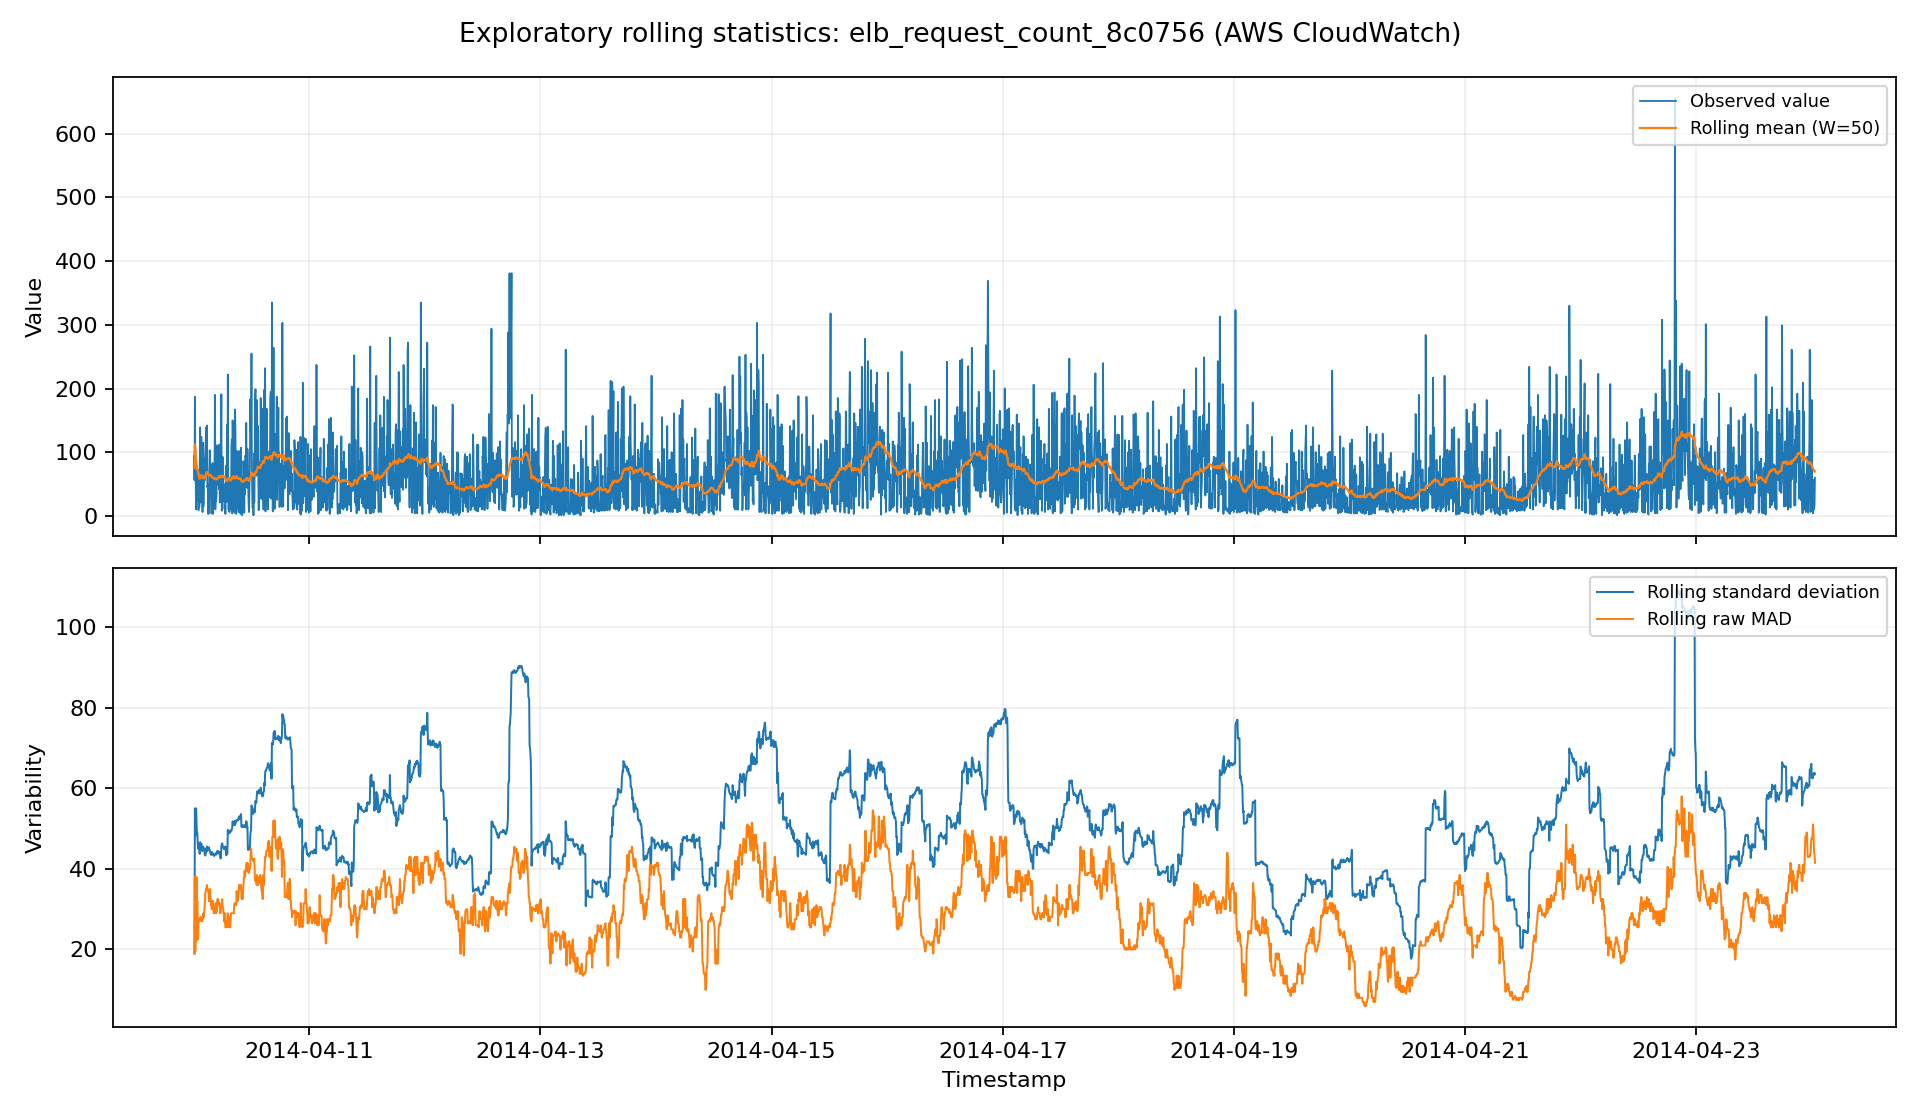 Exploratory rolling statistics: elb_request_count_8c0756 (AWS CloudWatch)
Value
600
500
400
300
200
100
0
Observed value
Rolling mean (W=50)
Variability
100
80
60
40
20
Rolling standard deviation
Rolling raw MAD
2014-04-11
2014-04-13
2014-04-15
2014-04-17
2014-04-19
2014-04-21
2014-04-23
Timestamp